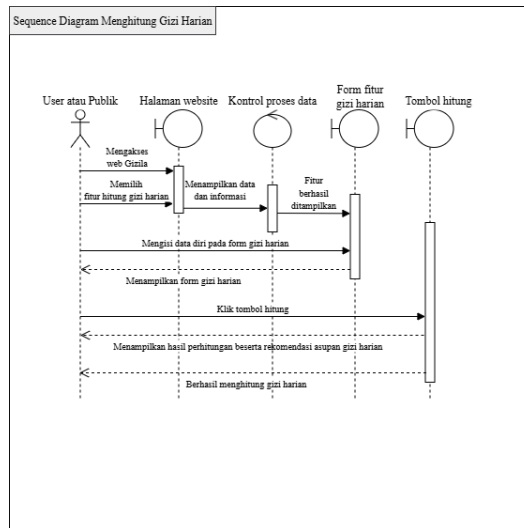 Sequence Diagram Menghitung Gizi Harian
User atau Publik
Halaman website
Kontrol proses data
Form fitur
gizi harian
Tombol hitung
Mengakses
web Gizila
Memilih
fitur hitung gizi harian
Menampilkan data
dan informasi
Fitur
berhasil
ditampilkan
Mengisi data diri pada form gizi harian
Menampilkan form gizi harian
Klik tombol hitung
Menampilkan hasil perhitungan beserta rekomendasi asupan gizi harian
Berhasil menghitung gizi harian